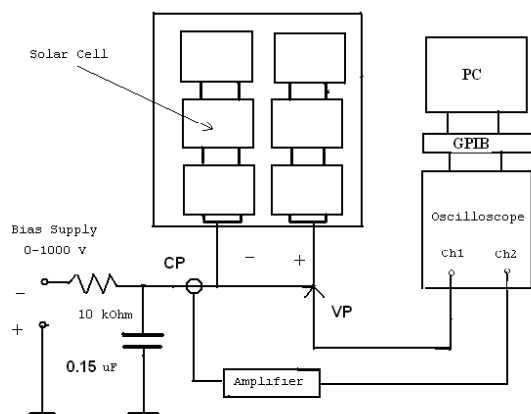 Solar Cell
PC
GPIB
Oscilloscope
Ch1
Ch2
Bias Supply
0-1000 V
-
+
10 kOhm
0.15 uF
CP
-
+
VP
Amplifier